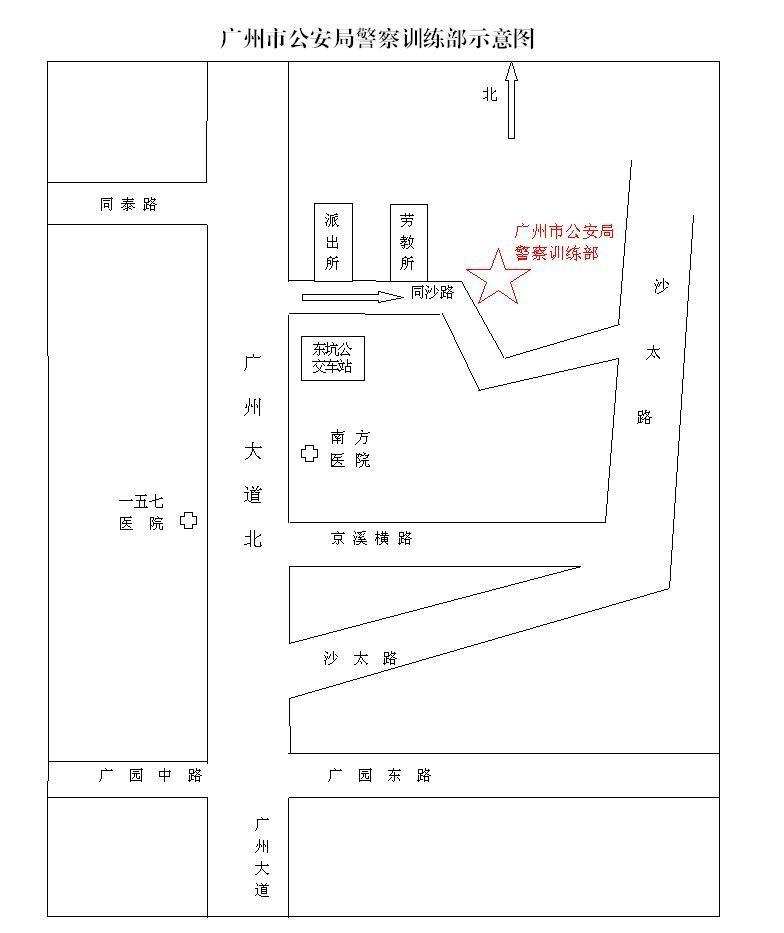 广州市公安局警察训练部示意图
北
同泰路
派出所
劳教所
广州市公安局
警察训练部
同沙路
沙太路
东坑公
交车站
广州大道北
南方
医院
一五七
医院
京溪横路
沙太路
广园中路
广园东路
广州大道